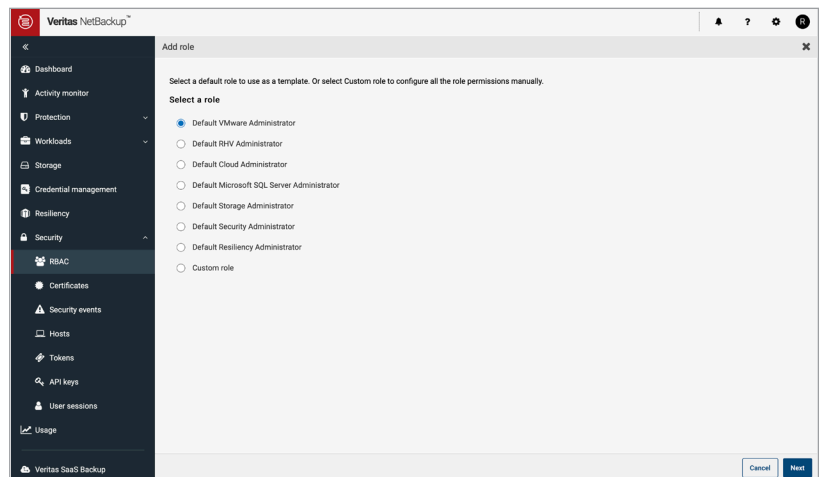 Veritas NetBackup™
R
Add role
Dashboard
Activity monitor
Protection
Workloads
Storage
Credential management
Resiliency
Security
RBAC
Certificates
Security events
Hosts
Tokens
API keys
User sessions
Usage
Veritas SaaS Backup
Select a default role to use as a template. Or select Custom role to configure all the role permissions manually.
Select a role
Default VMware Administrator
Default RHV Administrator
Default Cloud Administrator
Default Microsoft SQL Server Administrator
Default Storage Administrator
Default Security Administrator
Default Resiliency Administrator
Custom role
Cancel
Next